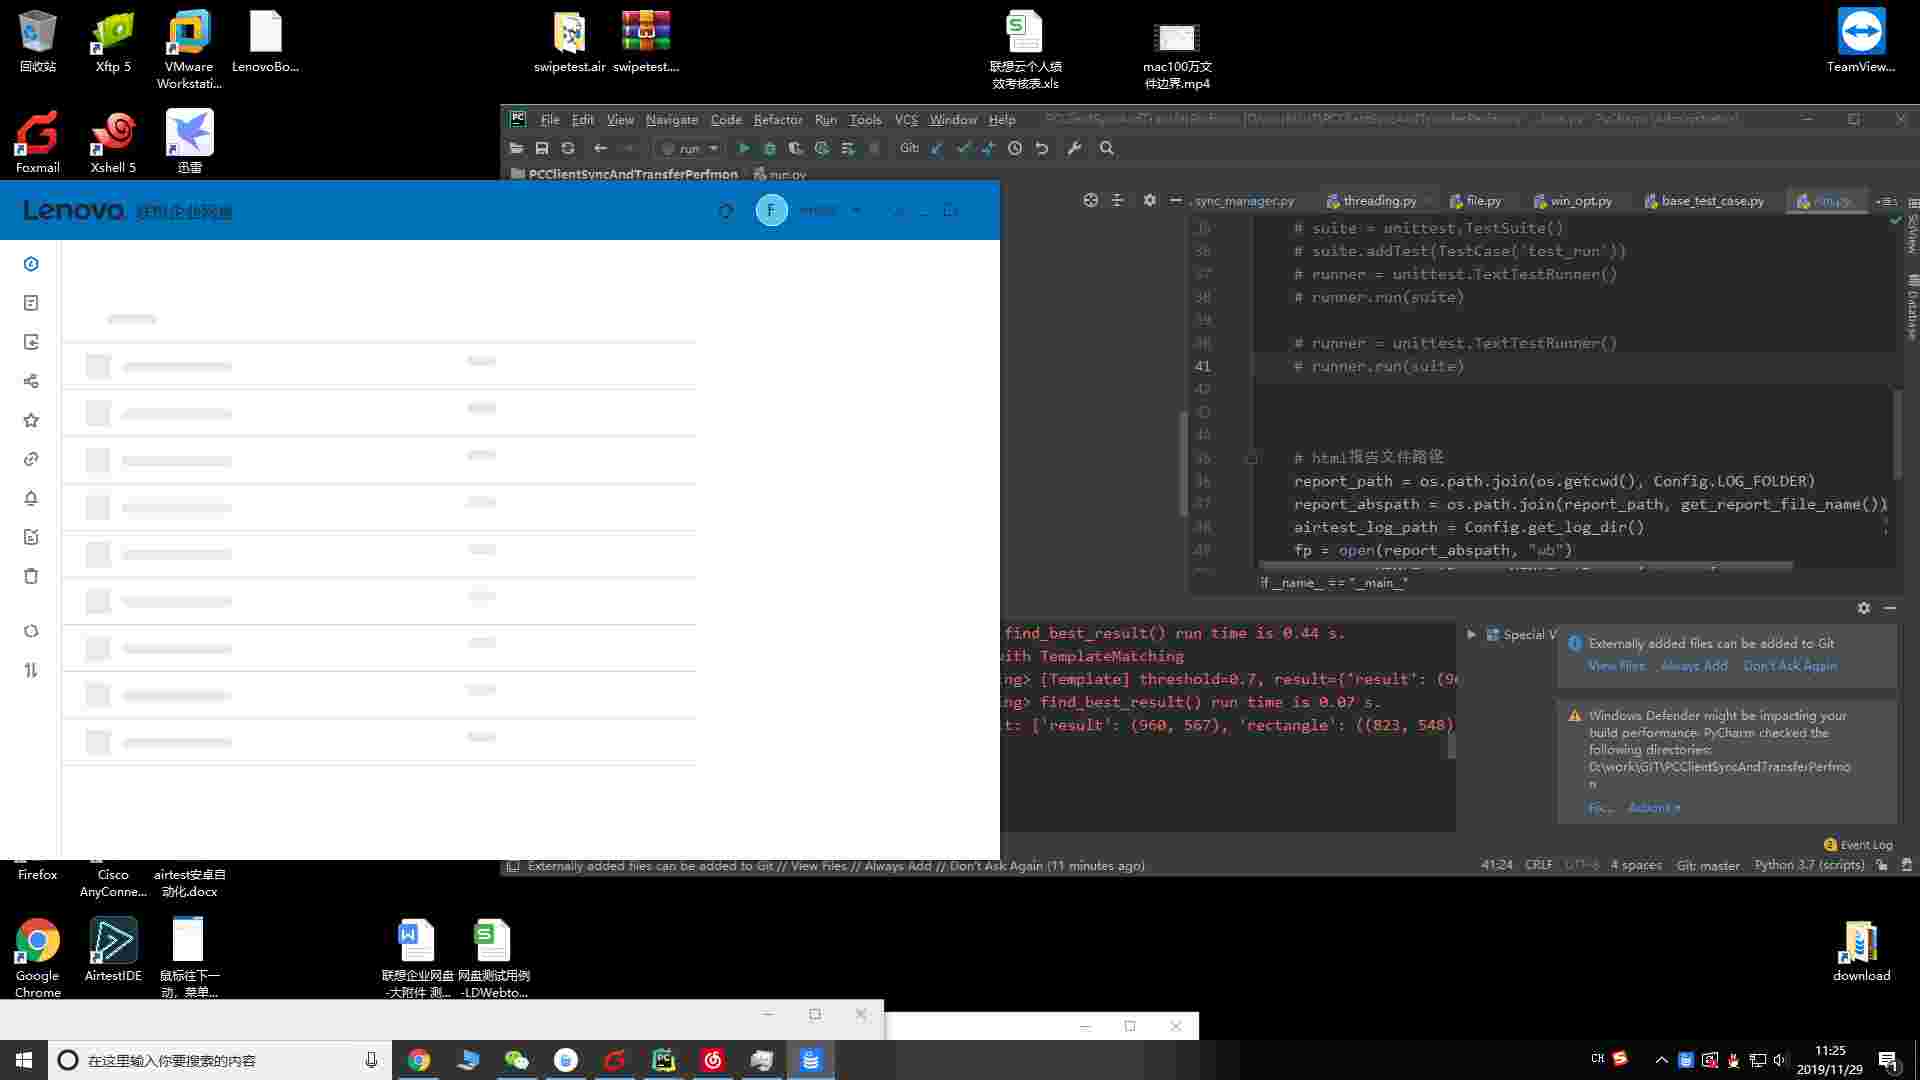 回收站
Xftp 5
VMware
Workstati...
LenovoBo...
swipetest.air
swipetest....
联想云个人绩
效考核表.xls
mac100万文
件边界.mp4
TeamView...
Foxmail
Xshell 5
迅雷
File Edit View Navigate Code Refactor Run Tools VCS Window Help
run
Git:
PCClientSyncAndTransferPerfmon
run.py
Lenovo
F
sync_manager.py
threading.py
file.py
win_opt.py
base_test_case.py
SciView
Database
# suite = unittest.TestSuite()
# suite.addTest(TestCase('test_run'))
# runner = unittest.TextTestRunner()
# runner.run(suite)
# runner = unittest.TextTestRunner()
41 # runner.run(suite)
# html报告文件路径
report_path = os.path.join(os.getcwd(), Config.LOG_FOLDER)
report_abspath = os.path.join(report_path, get_report_file_name())
airtest_log_path = Config.get_log_dir()
fp = open(report_abspath, "wb")
if __name__ == "__main__"
find_best_result() run time is 0.44 s.
with TemplateMatching
ing> [Template] threshold=0.7, result={'result': (96
ing> find_best_result() run time is 0.07 s.
t: ['result': (960, 567), 'rectangle': ((823, 548)
Special V
Externally added files can be added to Git
View Files Always Add Don't Ask Again
Windows Defender might be impacting your
build performance. PyCharm checked the
following directories:
D:\work\GIT\PCClientSyncAndTransferPerfmo
n
Fix... Actions
2 Event Log
Externally added files can be added to Git // View Files // Always Add // Don't Ask Again (11 minutes ago)
41:24 CRLF UTF-8 4 spaces Git: master Python 3.7 (scripts)
Firefox
Cisco
AnyConne...
airtest安卓自
动化.docx
Google
Chrome
AirtestIDE
鼠标往下一
动，菜单...
联想企业网盘
-大附件 测...
网盘测试用例
-LDWebto...
download
在这里输入你要搜索的内容
CH
11:25
2019/11/29
1